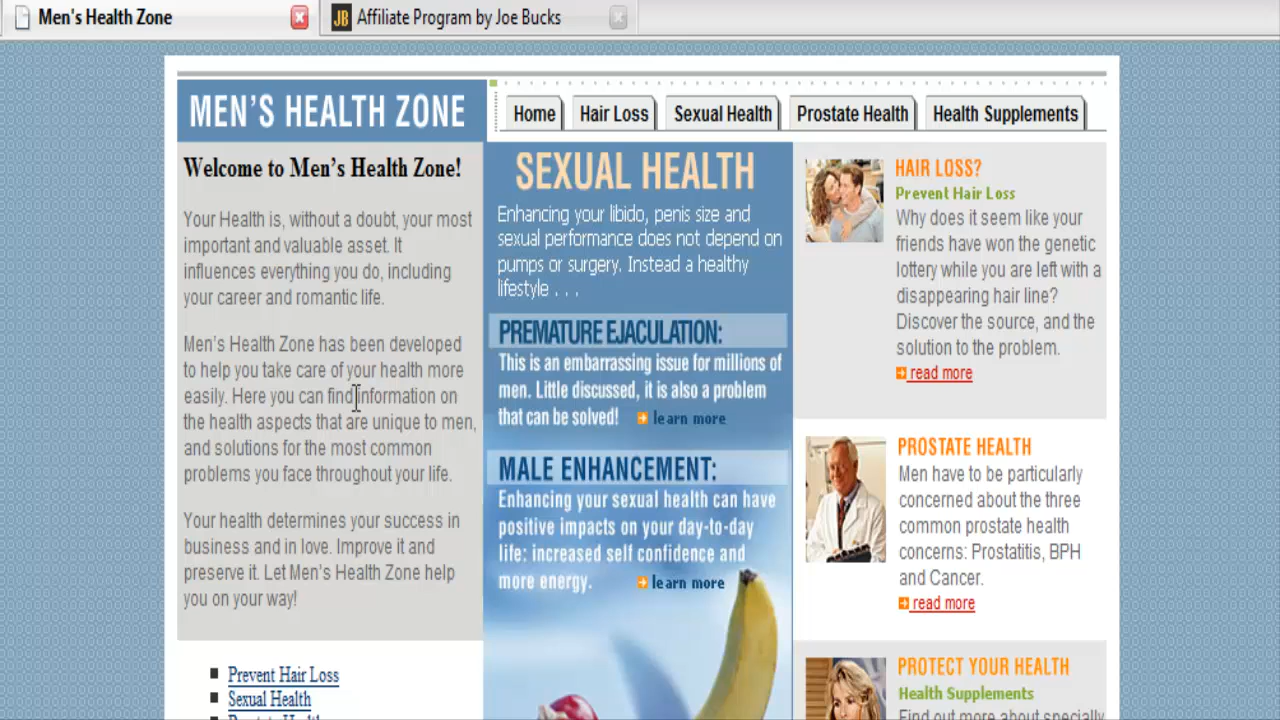 Men's Health Zone
Affiliate Program by Joe Bucks
JB
MEN'S HEALTH ZONE
Home
Hair Loss
Sexual Health
Prostate Health
Health Supplements
Welcome to Men's Health Zone!
Your Health is, without a doubt, your most
important and valuable asset. It
influences everything you do, including
your career and romantic life.
Men's Health Zone has been developed
to help you take care of your health more
easily. Here you can find information on
the health aspects that are unique to men,
and solutions for the most common
problems you face throughout your life.
Your health determines your success in
business and in love. Improve it and
preserve it. Let Men's Health Zone help
you on your way!
Prevent Hair Loss
Sexual Health
Prostate Health
SEXUAL HEALTH
Enhancing your libido, penis size and
sexual performance does not depend on
pumps or surgery. Instead a healthy
lifestyle . . .
PREMATURE EJACULATION:
This is an embarrassing issue for millions of
men. Little discussed, it is also a problem
that can be solved! learn more
MALE ENHANCEMENT:
Enhancing your sexual health can have
positive impacts on your day-to-day
life: increased self confidence and
more energy. learn more
HAIR LOSS?
Prevent Hair Loss
Why does it seem like your
friends have won the genetic
lottery while you are left with a
disappearing hair line?
Discover the source, and the
solution to the problem.
read more
PROSTATE HEALTH
Men have to be particularly
concerned about the three
common prostate health
concerns: Prostatitis, BPH
and Cancer.
read more
PROTECT YOUR HEALTH
Health Supplements
Find out more about specially